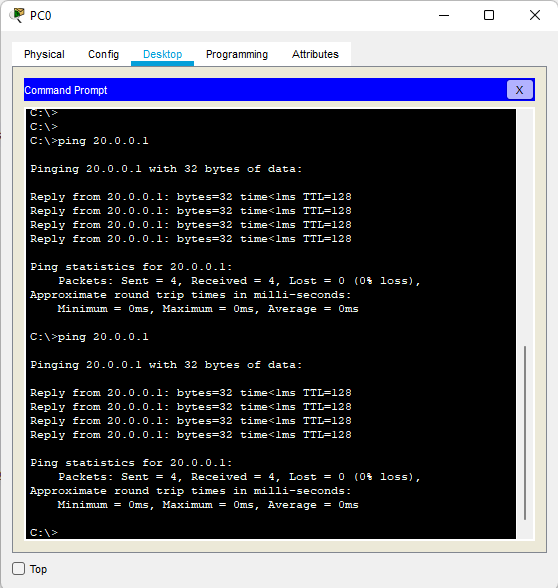 PC0
Physical Config Desktop Programming Attributes
Command Prompt X
C:\>
C:\>
C:\>ping 20.0.0.1
Pinging 20.0.0.1 with 32 bytes of data:
Reply from 20.0.0.1: bytes=32 time<1ms TTL=128
Reply from 20.0.0.1: bytes=32 time<1ms TTL=128
Reply from 20.0.0.1: bytes=32 time<1ms TTL=128
Reply from 20.0.0.1: bytes=32 time<1ms TTL=128
Ping statistics for 20.0.0.1:
Packets: Sent = 4, Received = 4, Lost = 0 (0% loss),
Approximate round trip times in milli-seconds:
Minimum = 0ms, Maximum = 0ms, Average = 0ms
C:\>ping 20.0.0.1
Pinging 20.0.0.1 with 32 bytes of data:
Reply from 20.0.0.1: bytes=32 time<1ms TTL=128
Reply from 20.0.0.1: bytes=32 time<1ms TTL=128
Reply from 20.0.0.1: bytes=32 time<1ms TTL=128
Reply from 20.0.0.1: bytes=32 time<1ms TTL=128
Ping statistics for 20.0.0.1:
Packets: Sent = 4, Received = 4, Lost = 0 (0% loss),
Approximate round trip times in milli-seconds:
Minimum = 0ms, Maximum = 0ms, Average = 0ms
C:\>
Top